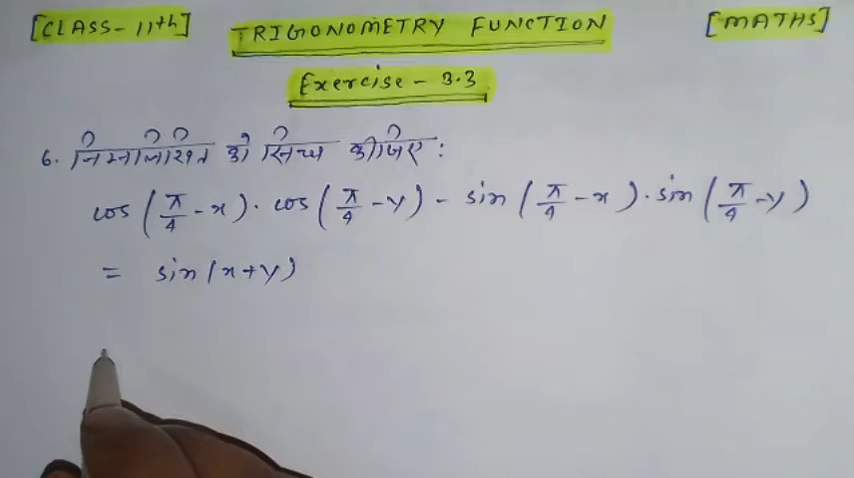 [CLASS-11th] TRIGONOMETRY FUNCTION [MATHS]
Exercise - 3.3
6. निम्नलिखित को सिध्द कीजिए :
cos(π/4 - x) · cos(π/4 - y) - sin(π/4 - x) · sin(π/4 - y)
= sin(x+y)